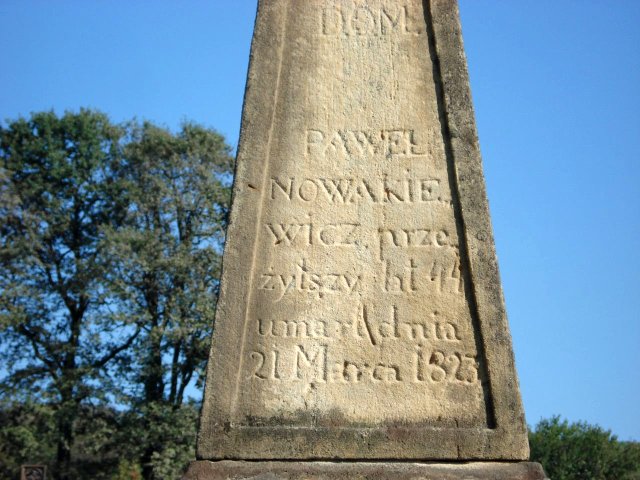 DOM.
PAWEŁ
NOWAKIE
WICZ prze
żyłszy lat 44
umarł dnia
21 Marca 1823